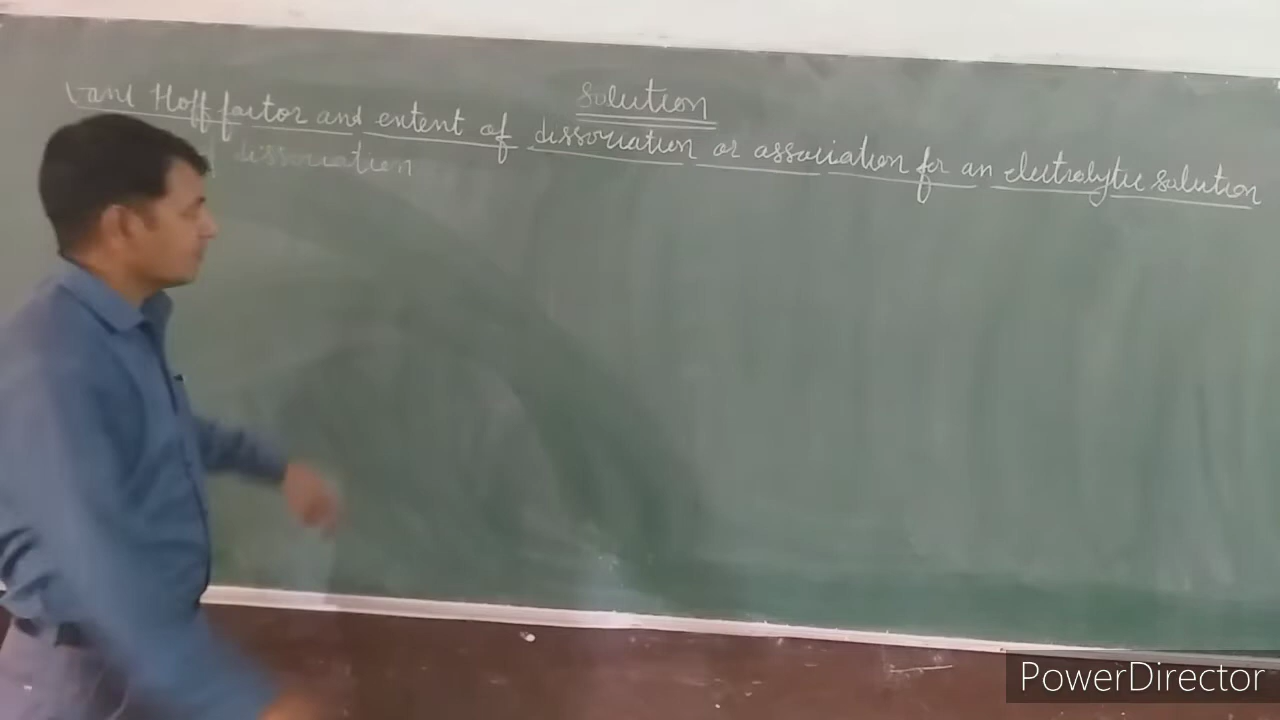 Solution
Vant Hoff factor and extent of dissociation or association for an electrolytic solution
dissociation
PowerDirector